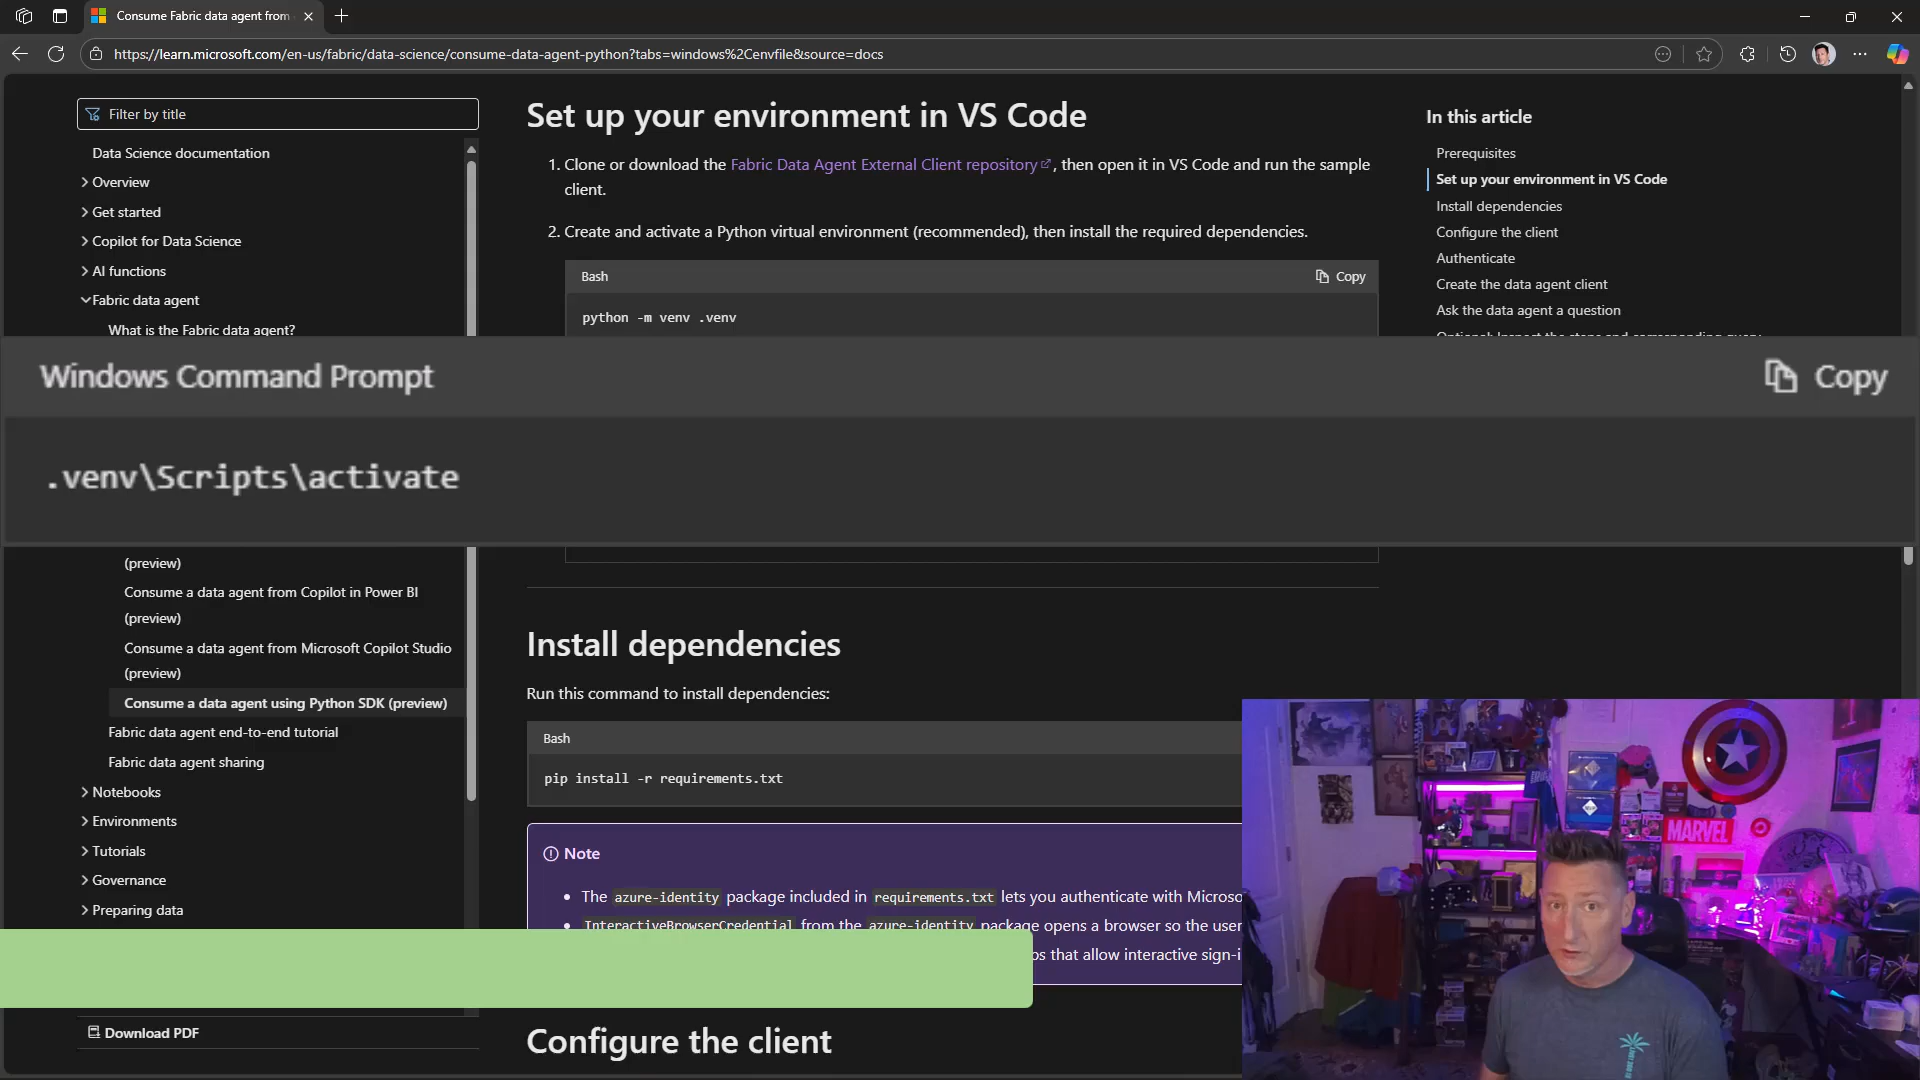 Consume Fabric data agent from
https://learn.microsoft.com/en-us/fabric/data-science/consume-data-agent-python?tabs=windows%2Cenvfile&source=docs
Filter by title
Data Science documentation
Overview
Get started
Copilot for Data Science
AI functions
Fabric data agent
What is the Fabric data agent?
Set up your environment in VS Code
1. Clone or download the Fabric Data Agent External Client repository, then open it in VS Code and run the sample
client.
2. Create and activate a Python virtual environment (recommended), then install the required dependencies.
Bash
Copy
python -m venv .venv
In this article
Prerequisites
Set up your environment in VS Code
Install dependencies
Configure the client
Authenticate
Create the data agent client
Ask the data agent a question
Windows Command Prompt
Copy
.venv\Scripts\activate
(preview)
Consume a data agent from Copilot in Power BI
(preview)
Consume a data agent from Microsoft Copilot Studio
(preview)
Consume a data agent using Python SDK (preview)
Fabric data agent end-to-end tutorial
Fabric data agent sharing
Notebooks
Environments
Tutorials
Governance
Preparing data
Download PDF
Install dependencies
Run this command to install dependencies:
Bash
pip install -r requirements.txt
Note
• The azure-identity package included in requirements.txt lets you authenticate with Microso
• InteractiveBrowserCredential from the azure-identity package opens a browser so the user
os that allow interactive sign-i
Configure the client
MARVEL